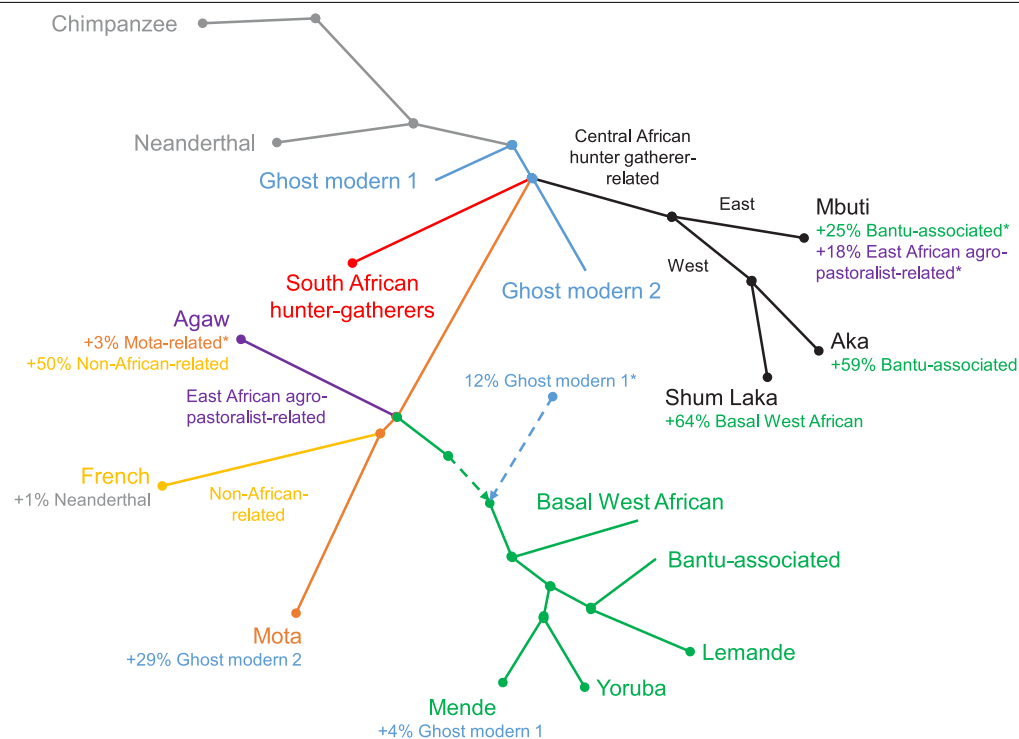 Chimpanzee
Neanderthal
Ghost modern 1
Central African
hunter gatherer-
related
East
Mbuti
+25% Bantu-associated*
+18% East African agro-
pastoralist-related*
West
South African
hunter-gatherers
Ghost modern 2
Agaw
+3% Mota-related*
+50% Non-African-related
Aka
+59% Bantu-associated
12% Ghost modern 1*
East African agro-
pastoralist-related
Shum Laka
+64% Basal West African
French
+1% Neanderthal
Non-African-
related
Basal West African
Bantu-associated
Mota
+29% Ghost modern 2
Lemande
Yoruba
Mende
+4% Ghost modern 1